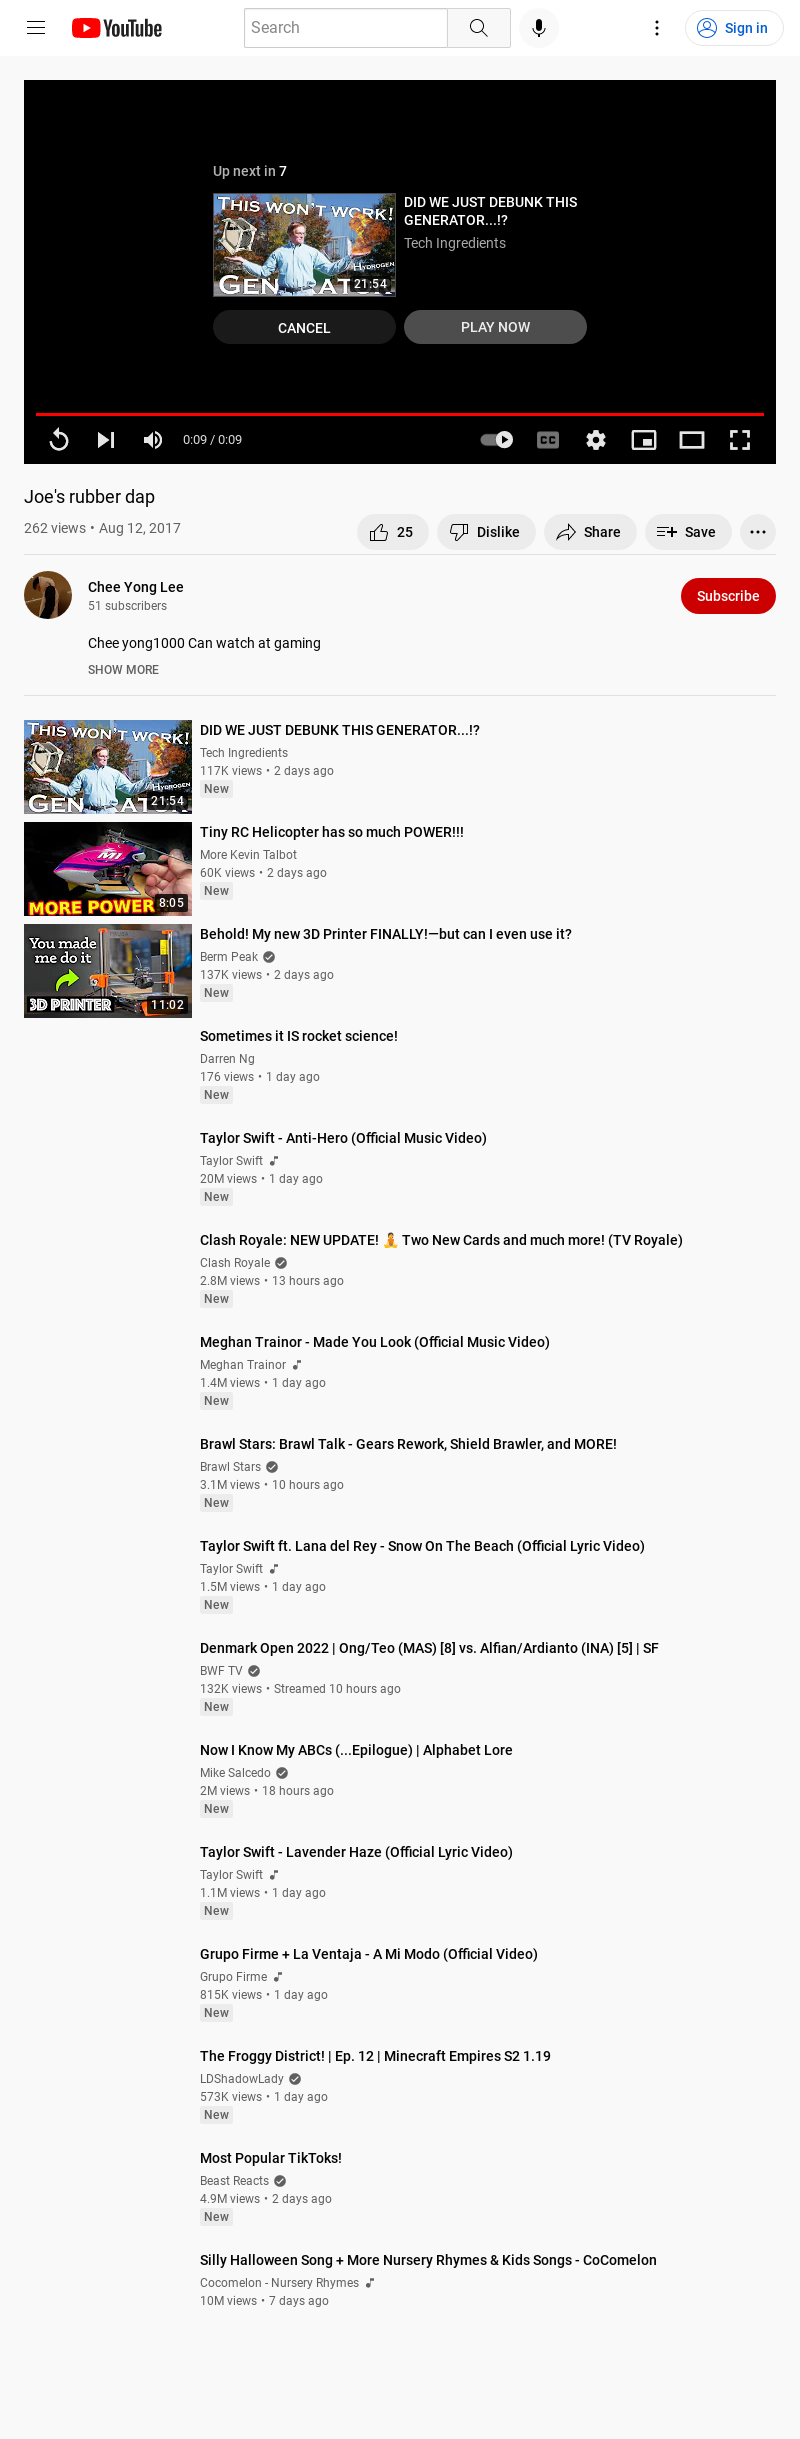 YouTube
Search
Sign in
Up next in 7
THIS WON'T WORK!
HYDROGEN
GENERATOR
21:54
DID WE JUST DEBUNK THIS
GENERATOR...!?
Tech Ingredients
CANCEL
PLAY NOW
0:09 / 0:09
CC
Joe's rubber dap
262 views • Aug 12, 2017
25
Dislike
Share
Save
Chee Yong Lee
51 subscribers
Subscribe
Chee yong1000 Can watch at gaming
SHOW MORE
THIS WON'T WORK!
HYDROGEN
GENERATOR
21:54
DID WE JUST DEBUNK THIS GENERATOR...!?
Tech Ingredients
117K views • 2 days ago
New
M1
MORE POWER
8:05
Tiny RC Helicopter has so much POWER!!!
More Kevin Talbot
60K views • 2 days ago
New
You made
me do it
3D PRINTER
11:02
Behold! My new 3D Printer FINALLY!—but can I even use it?
Berm Peak
137K views • 2 days ago
New
Sometimes it IS rocket science!
Darren Ng
176 views • 1 day ago
New
Taylor Swift - Anti-Hero (Official Music Video)
Taylor Swift
20M views • 1 day ago
New
Clash Royale: NEW UPDATE! 🧘 Two New Cards and much more! (TV Royale)
Clash Royale
2.8M views • 13 hours ago
New
Meghan Trainor - Made You Look (Official Music Video)
Meghan Trainor
1.4M views • 1 day ago
New
Brawl Stars: Brawl Talk - Gears Rework, Shield Brawler, and MORE!
Brawl Stars
3.1M views • 10 hours ago
New
Taylor Swift ft. Lana del Rey - Snow On The Beach (Official Lyric Video)
Taylor Swift
1.5M views • 1 day ago
New
Denmark Open 2022 | Ong/Teo (MAS) [8] vs. Alfian/Ardianto (INA) [5] | SF
BWF TV
132K views • Streamed 10 hours ago
New
Now I Know My ABCs (...Epilogue) | Alphabet Lore
Mike Salcedo
2M views • 18 hours ago
New
Taylor Swift - Lavender Haze (Official Lyric Video)
Taylor Swift
1.1M views • 1 day ago
New
Grupo Firme + La Ventaja - A Mi Modo (Official Video)
Grupo Firme
815K views • 1 day ago
New
The Froggy District! | Ep. 12 | Minecraft Empires S2 1.19
LDShadowLady
573K views • 1 day ago
New
Most Popular TikToks!
Beast Reacts
4.9M views • 2 days ago
New
Silly Halloween Song + More Nursery Rhymes & Kids Songs - CoComelon
Cocomelon - Nursery Rhymes
10M views • 7 days ago